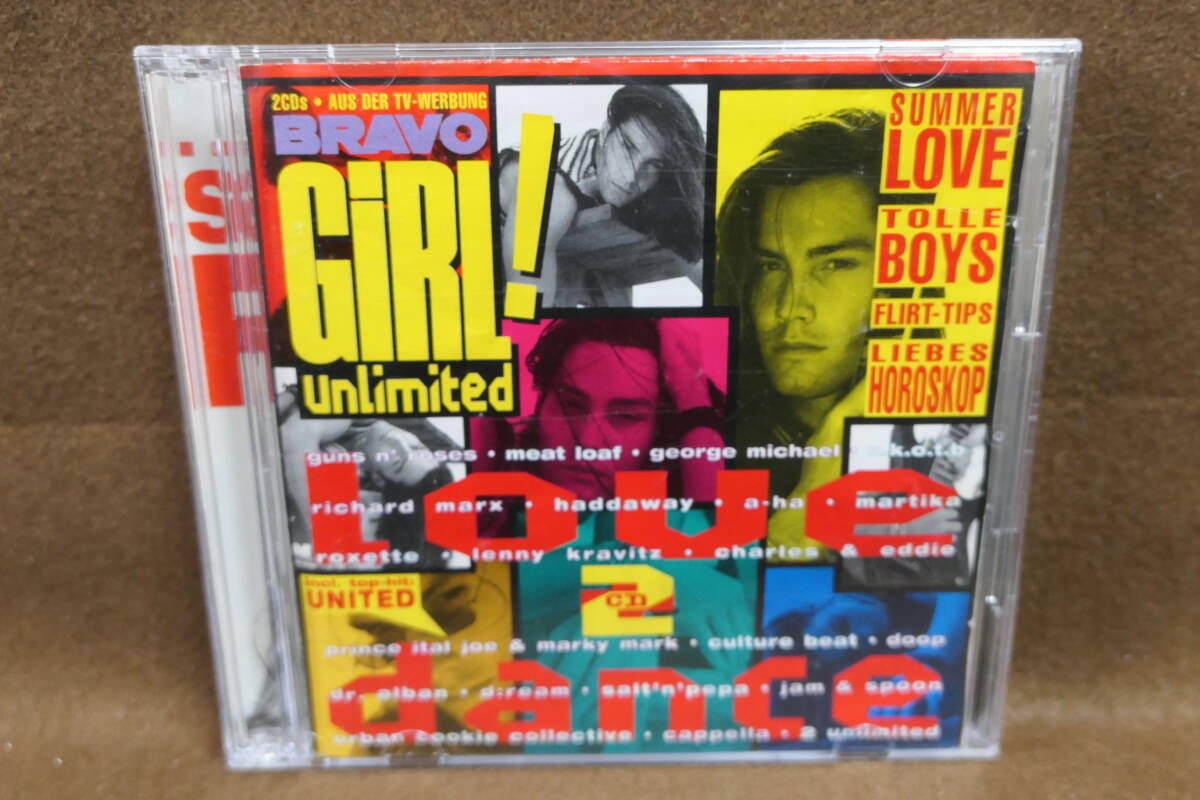 2CDs • AUS DER TV-WERBUNG
BRAVO
GiRL!
unlimited
SUMMER
LOVE
TOLLE
BOYS
FLIRT-TIPS
LIEBES
HOROSKOP
guns n' roses • meat loaf • george michael • n.k.o.t.b
love
richard marx • haddaway • a-ha • martika
roxette • lenny kravitz • charles & eddie
incl. top-hit:
UNITED
2
CD
prince ital joe & marky mark • culture beat • doop
dance
dr. alban • d:ream • salt'n'pepa • jam & spoon
urban cookie collective • cappella • 2 unlimited